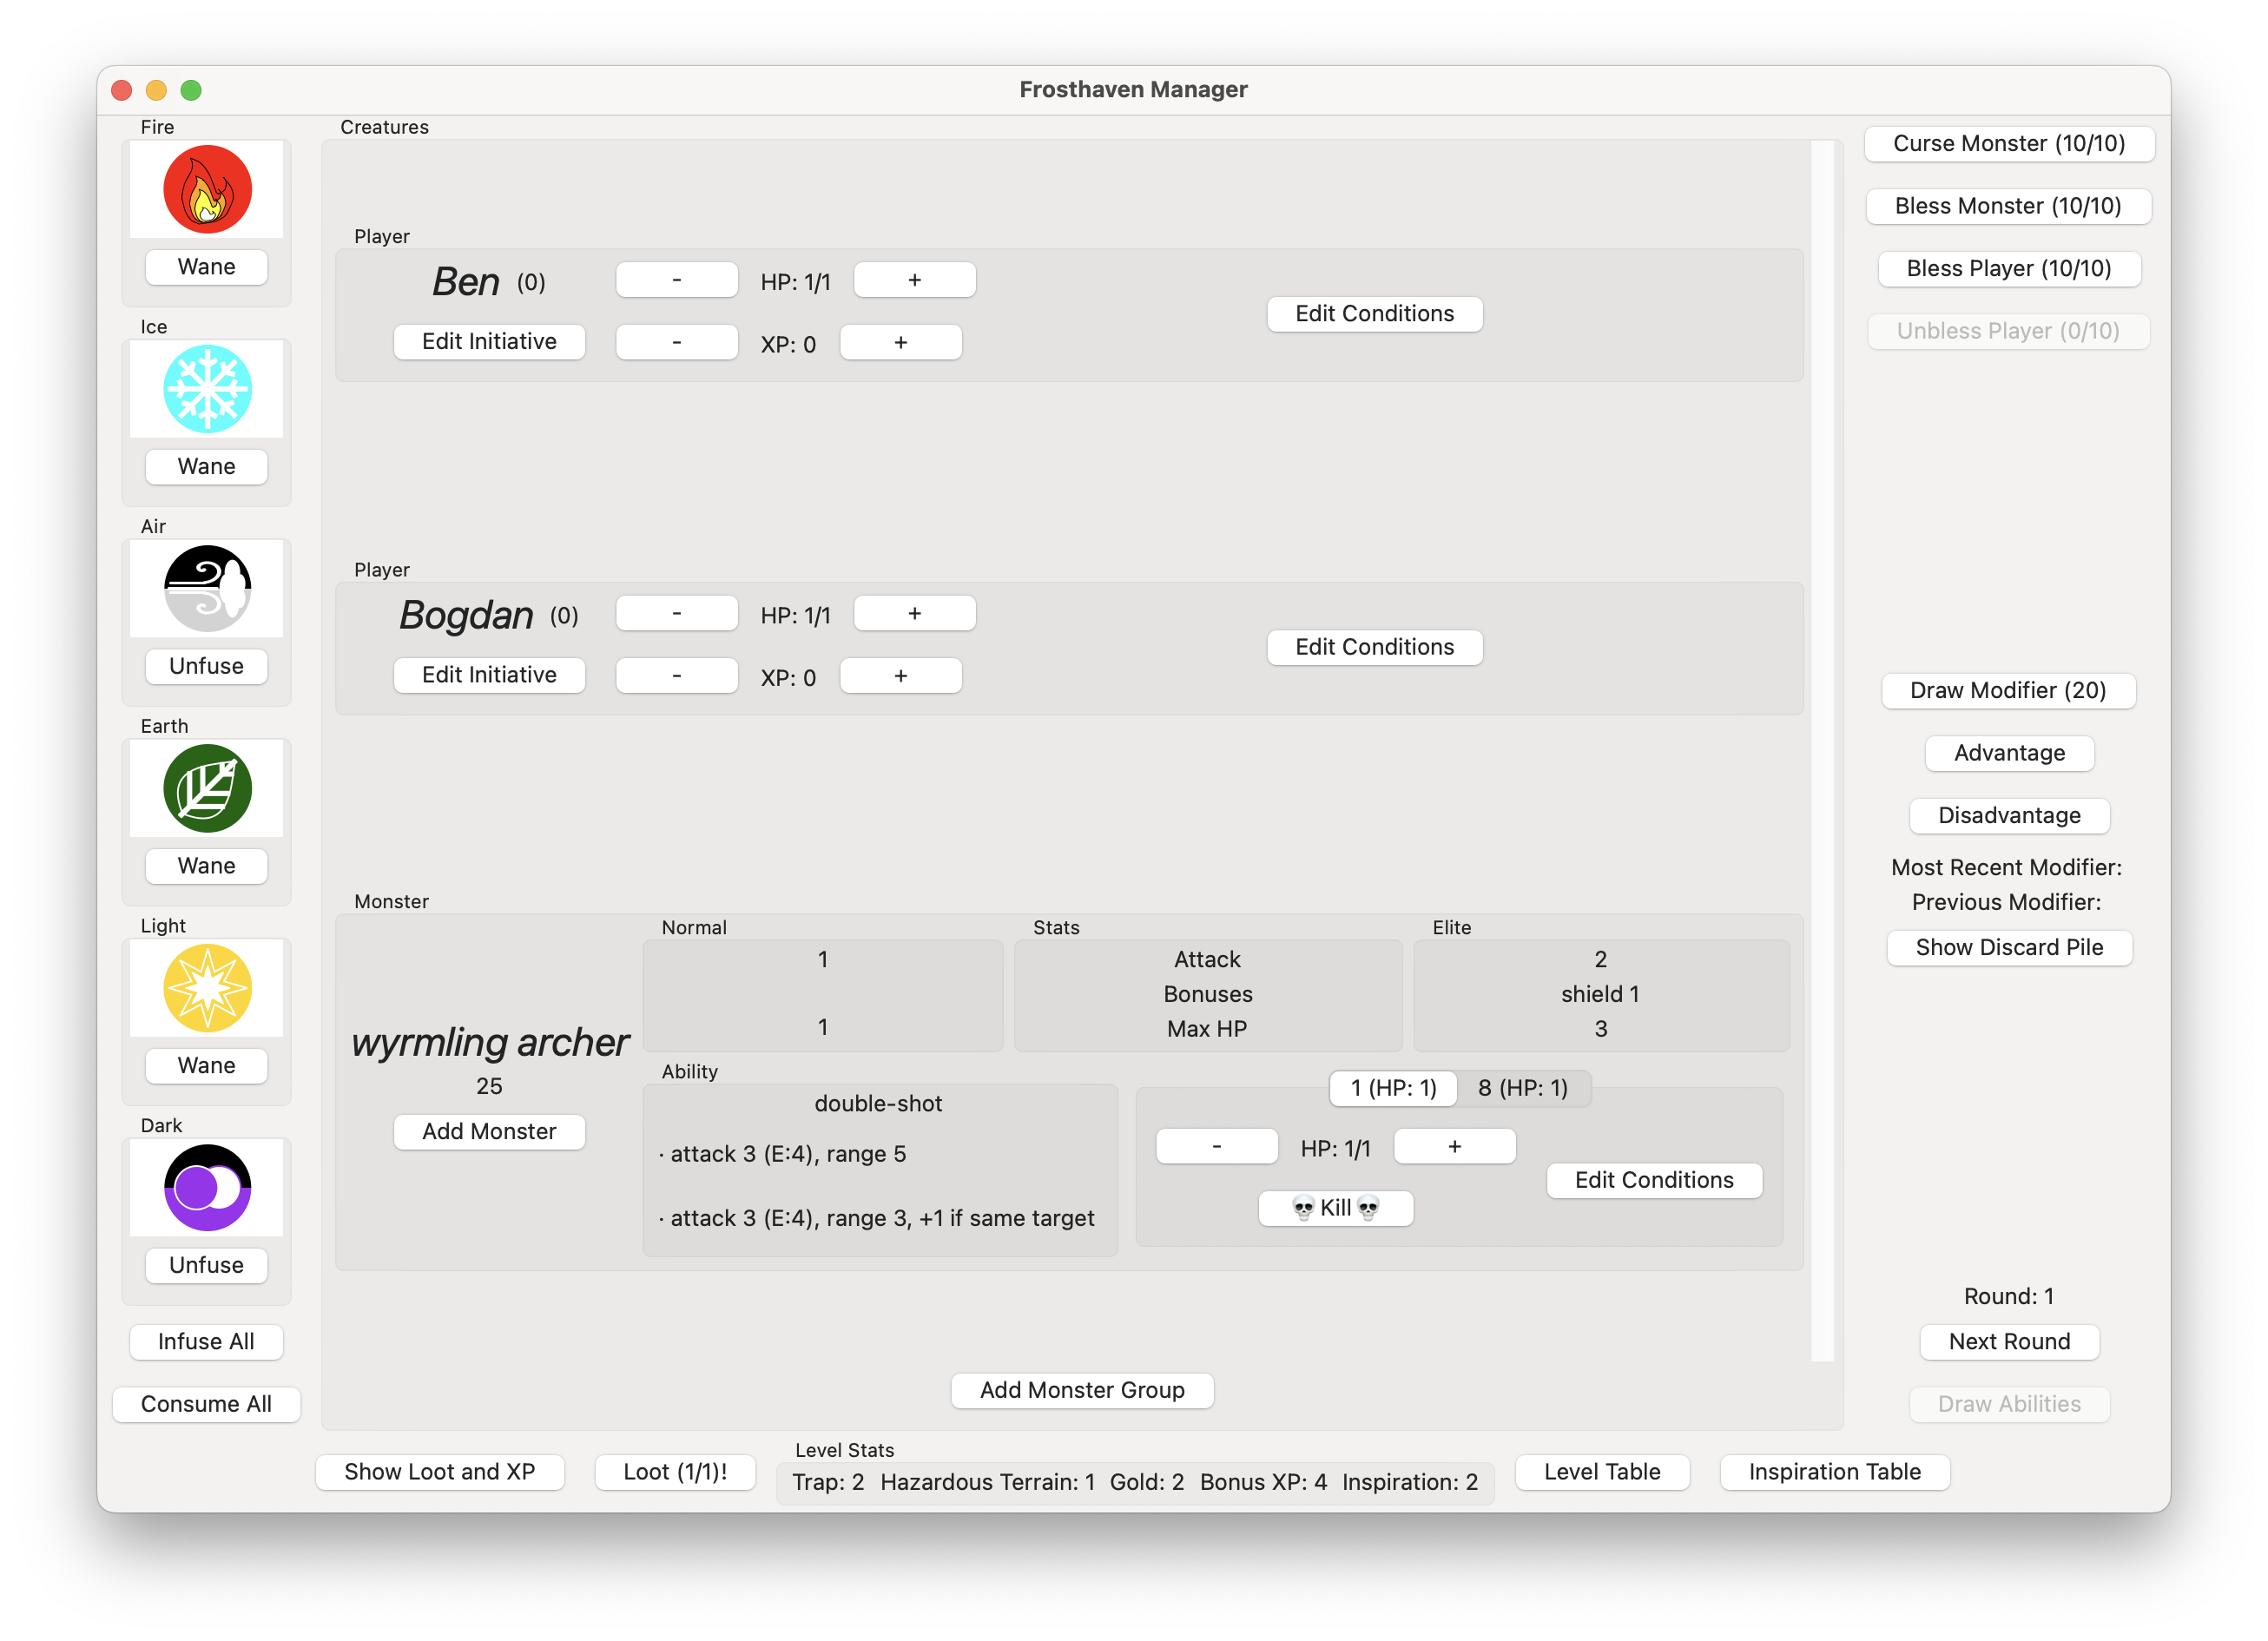 Frosthaven Manager
Fire
Wane
Ice
Wane
Air
Unfuse
Earth
Wane
Light
Wane
Dark
Unfuse
Infuse All
Consume All
Creatures
Player
Ben (0) - HP: 1/1 +
Edit Initiative - XP: 0 +
Edit Conditions
Player
Bogdan (0) - HP: 1/1 +
Edit Initiative - XP: 0 +
Edit Conditions
Monster
wyrmling archer
25
Add Monster
Normal
1
1
Stats
Attack
Bonuses
Max HP
Elite
2
shield 1
3
Ability
double-shot
· attack 3 (E:4), range 5
· attack 3 (E:4), range 3, +1 if same target
1 (HP: 1) 8 (HP: 1)
- HP: 1/1 +
💀Kill💀
Edit Conditions
Add Monster Group
Curse Monster (10/10)
Bless Monster (10/10)
Bless Player (10/10)
Unbless Player (0/10)
Draw Modifier (20)
Advantage
Disadvantage
Most Recent Modifier:
Previous Modifier:
Show Discard Pile
Round: 1
Next Round
Draw Abilities
Show Loot and XP
Loot (1/1)!
Level Stats
Trap: 2 Hazardous Terrain: 1 Gold: 2 Bonus XP: 4 Inspiration: 2
Level Table
Inspiration Table